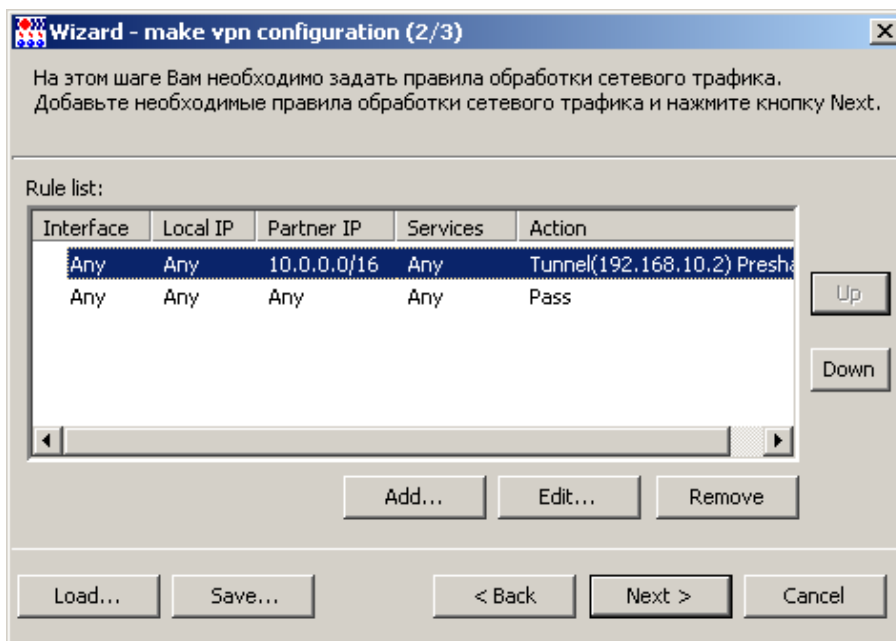 Wizard - make vpn configuration (2/3)
На этом шаге Вам необходимо задать правила обработки сетевого трафика.
Добавьте необходимые правила обработки сетевого трафика и нажмите кнопку Next.
Rule list:
Interface Local IP Partner IP Services Action
Any Any 10.0.0.0/16 Any Tunnel(192.168.10.2)
Any Any Any Any Pass
Up
Down
Add... Edit... Remove
Load... Save... < Back Next > Cancel